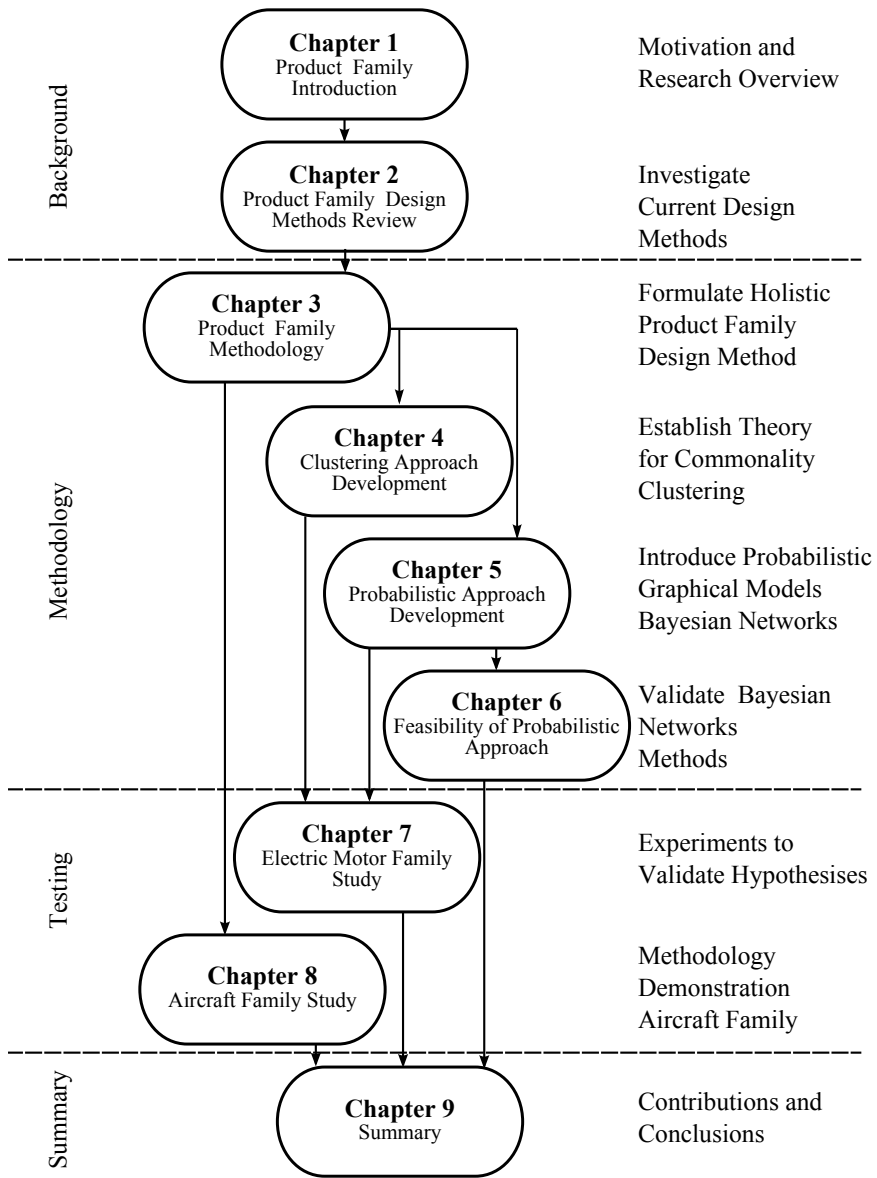 Background
Chapter 1
Product Family
Introduction
Motivation and
Research Overview
Chapter 2
Product Family Design
Methods Review
Investigate
Current Design
Methods
Methodology
Chapter 3
Product Family
Methodology
Formulate Holistic
Product Family
Design Method
Chapter 4
Clustering Approach
Development
Establish Theory
for Commonality
Clustering
Chapter 5
Probabilistic Approach
Development
Introduce Probabilistic
Graphical Models
Bayesian Networks
Chapter 6
Feasibility of Probabilistic
Approach
Validate Bayesian
Networks
Methods
Testing
Chapter 7
Electric Motor Family
Study
Experiments to
Validate Hypothesises
Chapter 8
Aircraft Family Study
Methodology
Demonstration
Aircraft Family
Summary
Chapter 9
Summary
Contributions and
Conclusions